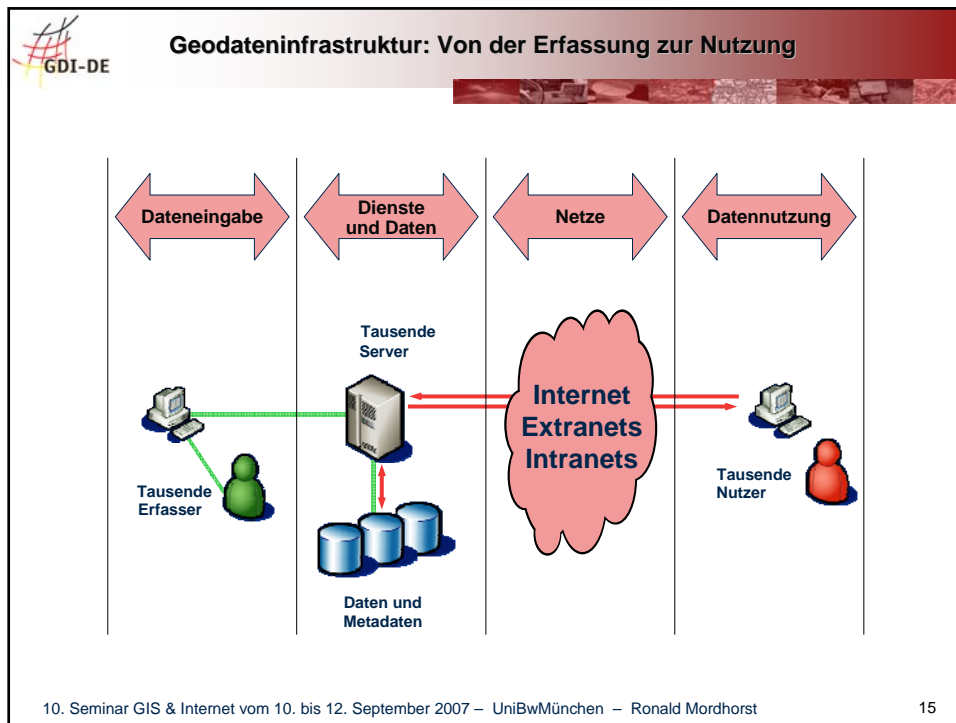 GDI-DE
Geodateninfrastruktur: Von der Erfassung zur Nutzung
Dateneingabe
Dienste
und Daten
Netze
Datennutzung
Tausende
Server
Internet
Extranets
Intranets
Tausende
Erfasser
Tausende
Nutzer
Daten und
Metadaten
10. Seminar GIS & Internet vom 10. bis 12. September 2007 – UniBwMünchen – Ronald Mordhorst
15